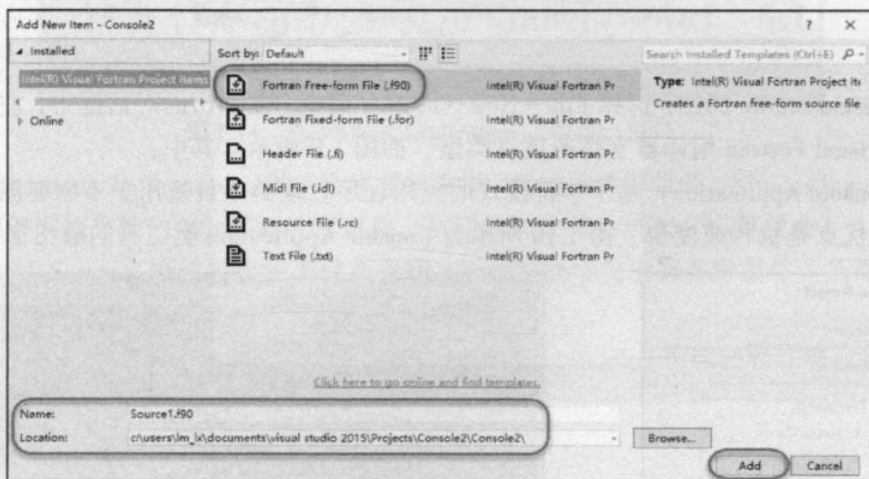 Add New Item - Console2
? ×
Installed
Sort by: Default
Search Installed Templates (Ctrl+E)
Intel(R) Visual Fortran Project Items
Online
Fortran Free-form File (.f90) Intel(R) Visual Fortran Pr
Fortran Fixed-form File (.for) Intel(R) Visual Fortran Pr
Header File (.fi) Intel(R) Visual Fortran Pr
Midl File (.idl) Intel(R) Visual Fortran Pr
Resource File (.rc) Intel(R) Visual Fortran Pr
Text File (.txt) Intel(R) Visual Fortran Pr
Type: Intel(R) Visual Fortran Project Ite
Creates a Fortran free-form source file
Click here to go online and find templates.
Name: Source1.f90
Location: c:\users\lm_lx\documents\visual studio 2015\Projects\Console2\Console2\
Browse...
Add Cancel